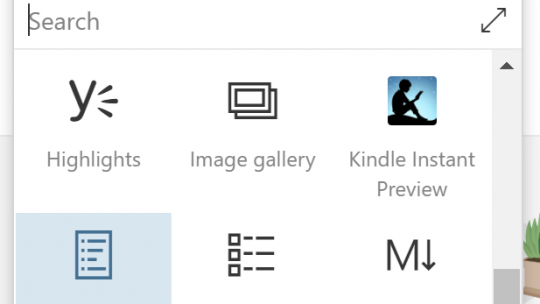 Search
Highlights
Image gallery
Kindle Instant
Preview
M↓